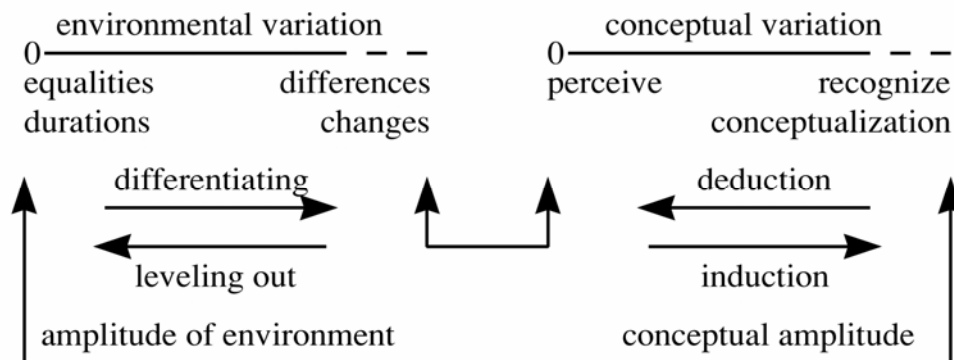 environmental variation
0
equalities differences
durations changes
differentiating
leveling out
amplitude of environment
conceptual variation
0
perceive recognize
conceptualization
deduction
induction
conceptual amplitude